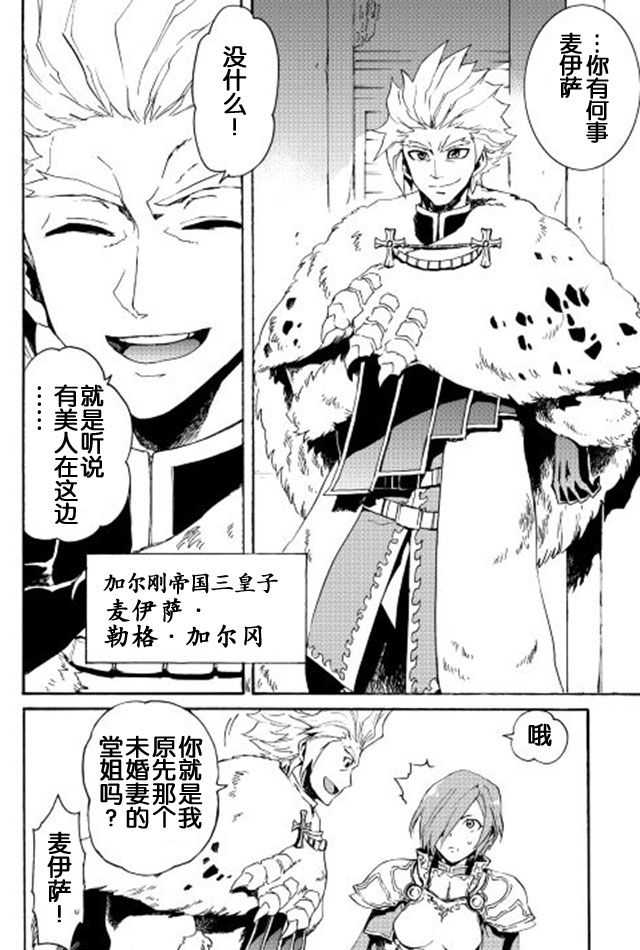 …你有何事
麦伊萨
没什么！
就是听说
有美人在这边
……
加尔刚帝国三皇子
麦伊萨·
勒格·加尔冈
哦
你就是我
原先那个
未婚妻的
堂姐吗？
麦伊萨！